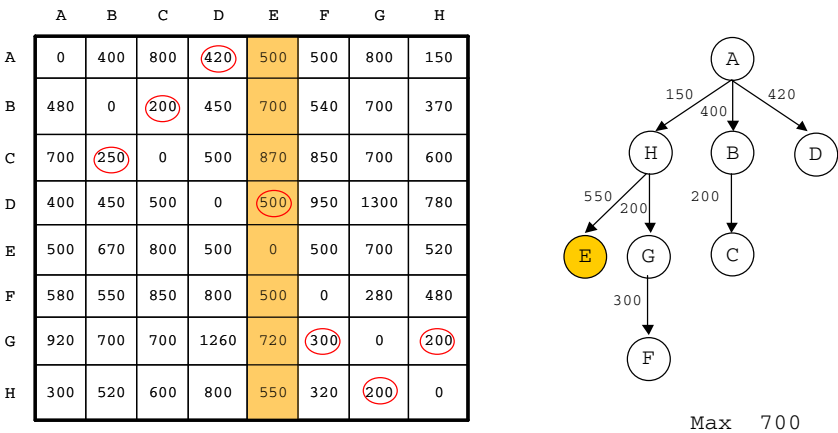 A B C D E F G H
A 0 400 800 420 500 500 800 150
B 480 0 200 450 700 540 700 370
C 700 250 0 500 870 850 700 600
D 400 450 500 0 500 950 1300 780
E 500 670 800 500 0 500 700 520
F 580 550 850 800 500 0 280 480
G 920 700 700 1260 720 300 0 200
H 300 520 600 800 550 320 200 0
A
150 400 420
H B D
550 200 200
E G C
300
F
Max 700